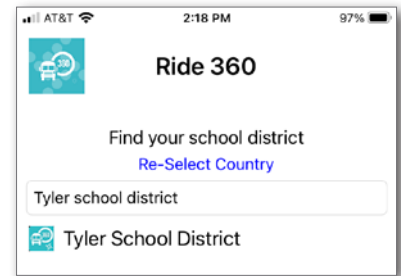 AT&T 2:18 PM 97%
360 Ride 360
Find your school district
Re-Select Country
Tyler school district
Tyler School District